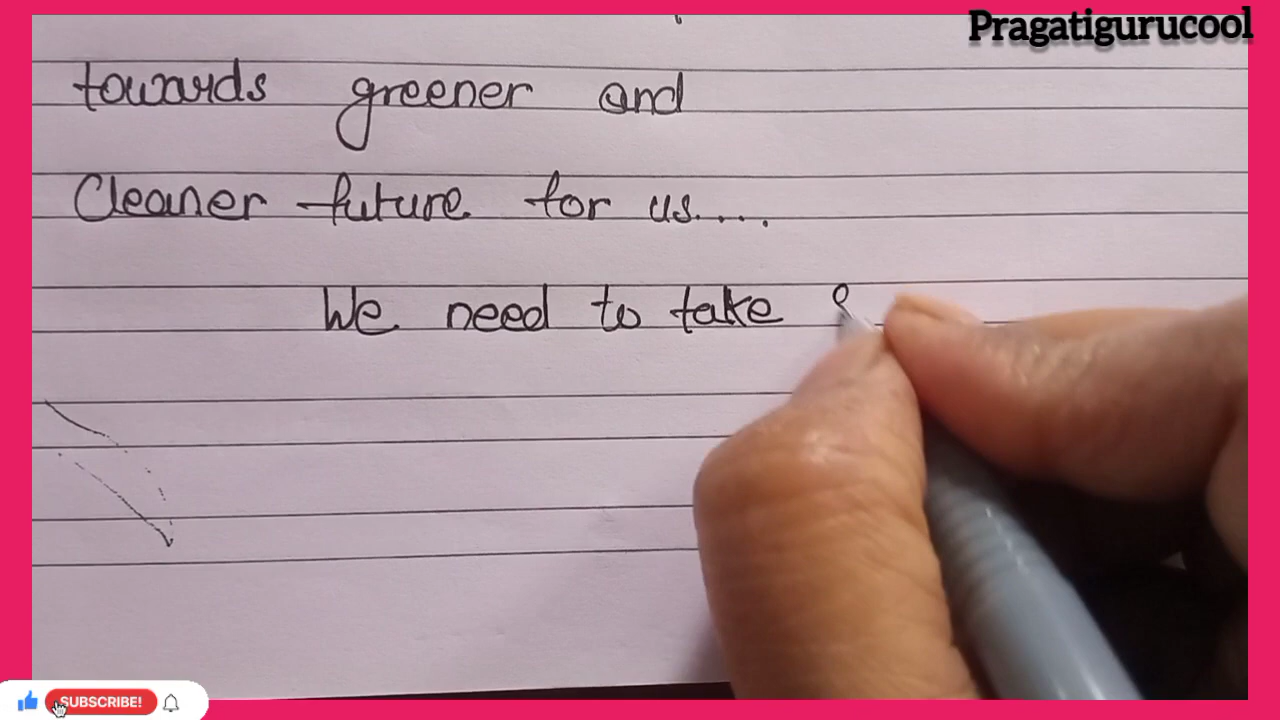 Pragatigurucool
towards greener and
Cleaner future for us....
We need to take
SUBSCRIBE!